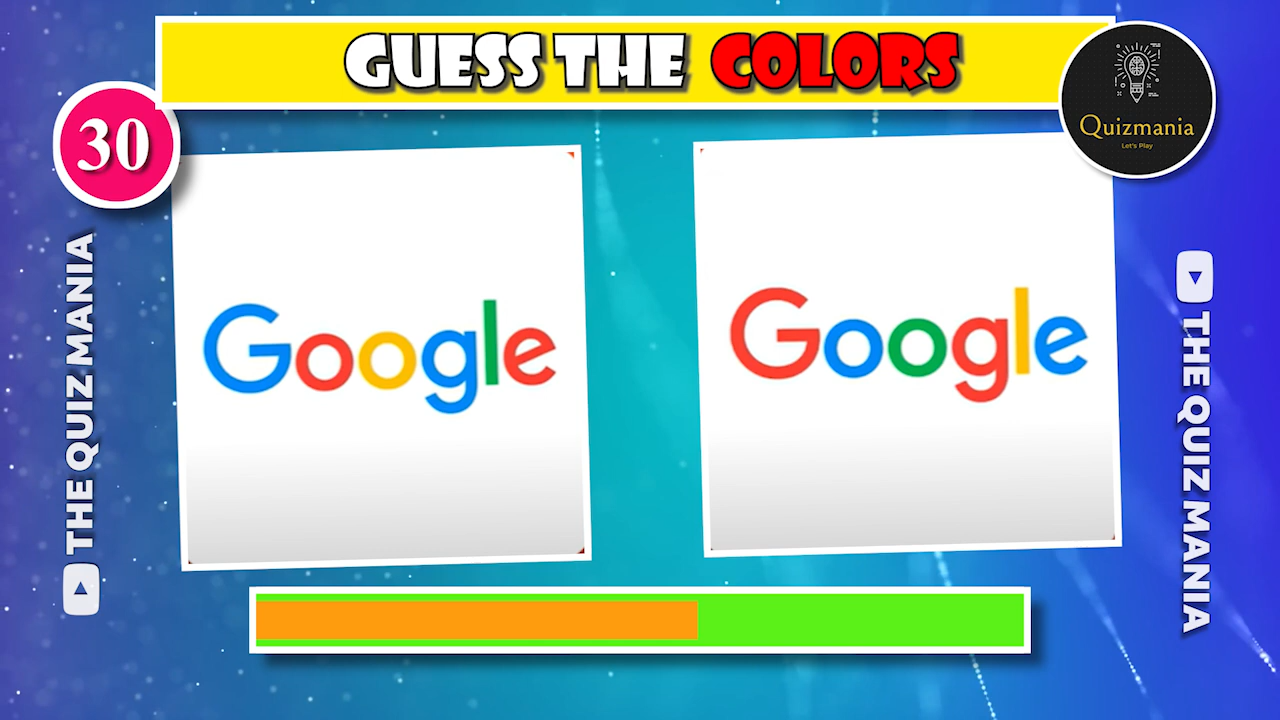 GUESS THE COLORS
30
Quizmania
Let's Play
Google
Google
THE QUIZ MANIA
THE QUIZ MANIA